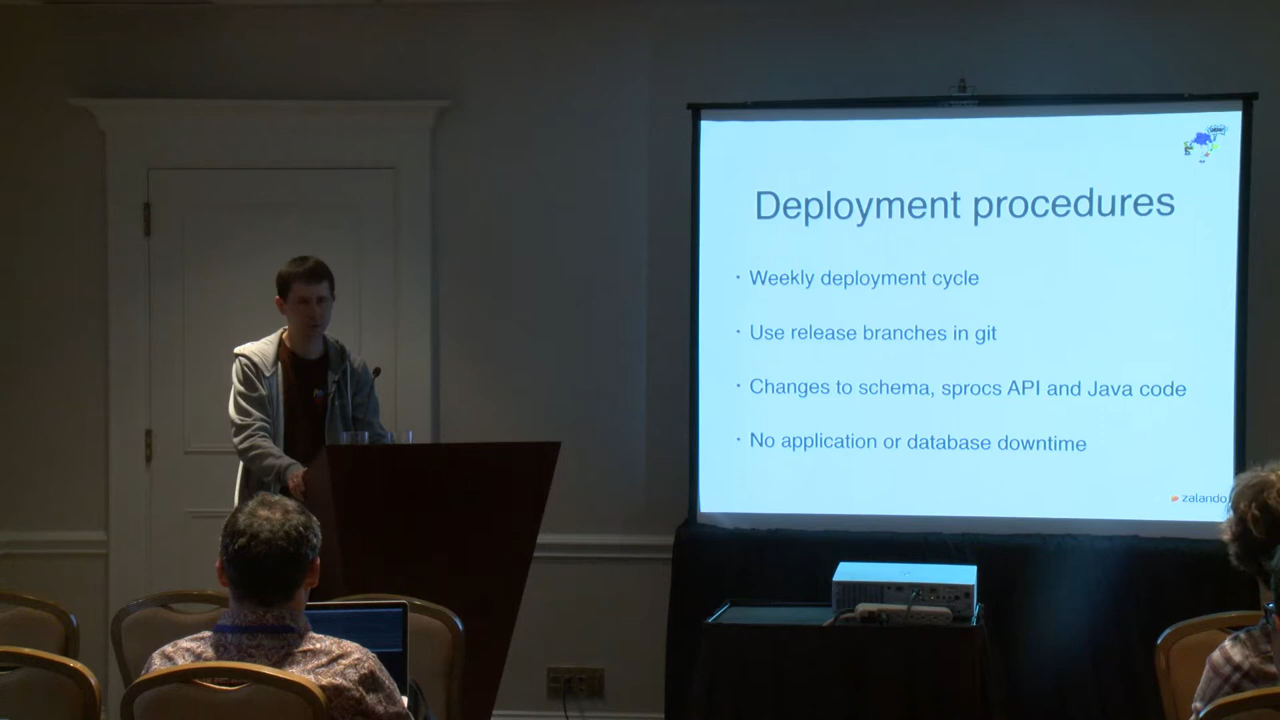 Deployment procedures
· Weekly deployment cycle
· Use release branches in git
· Changes to schema, sprocs API and Java code
· No application or database downtime
zalando